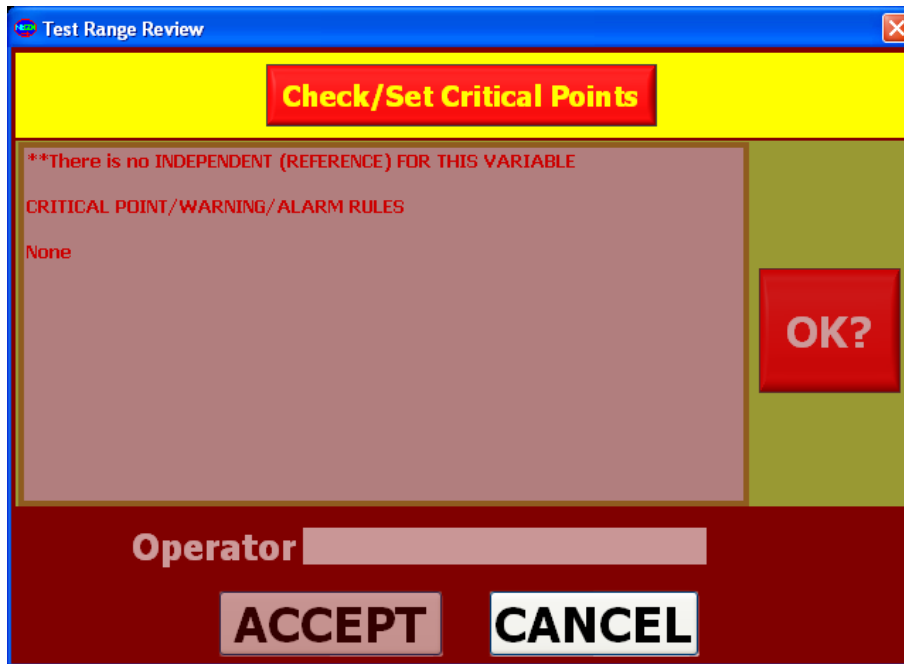 Test Range Review
Check/Set Critical Points
**There is no INDEPENDENT (REFERENCE) FOR THIS VARIABLE
CRITICAL POINT/WARNING/ALARM RULES
None
OK?
Operator
ACCEPT
CANCEL